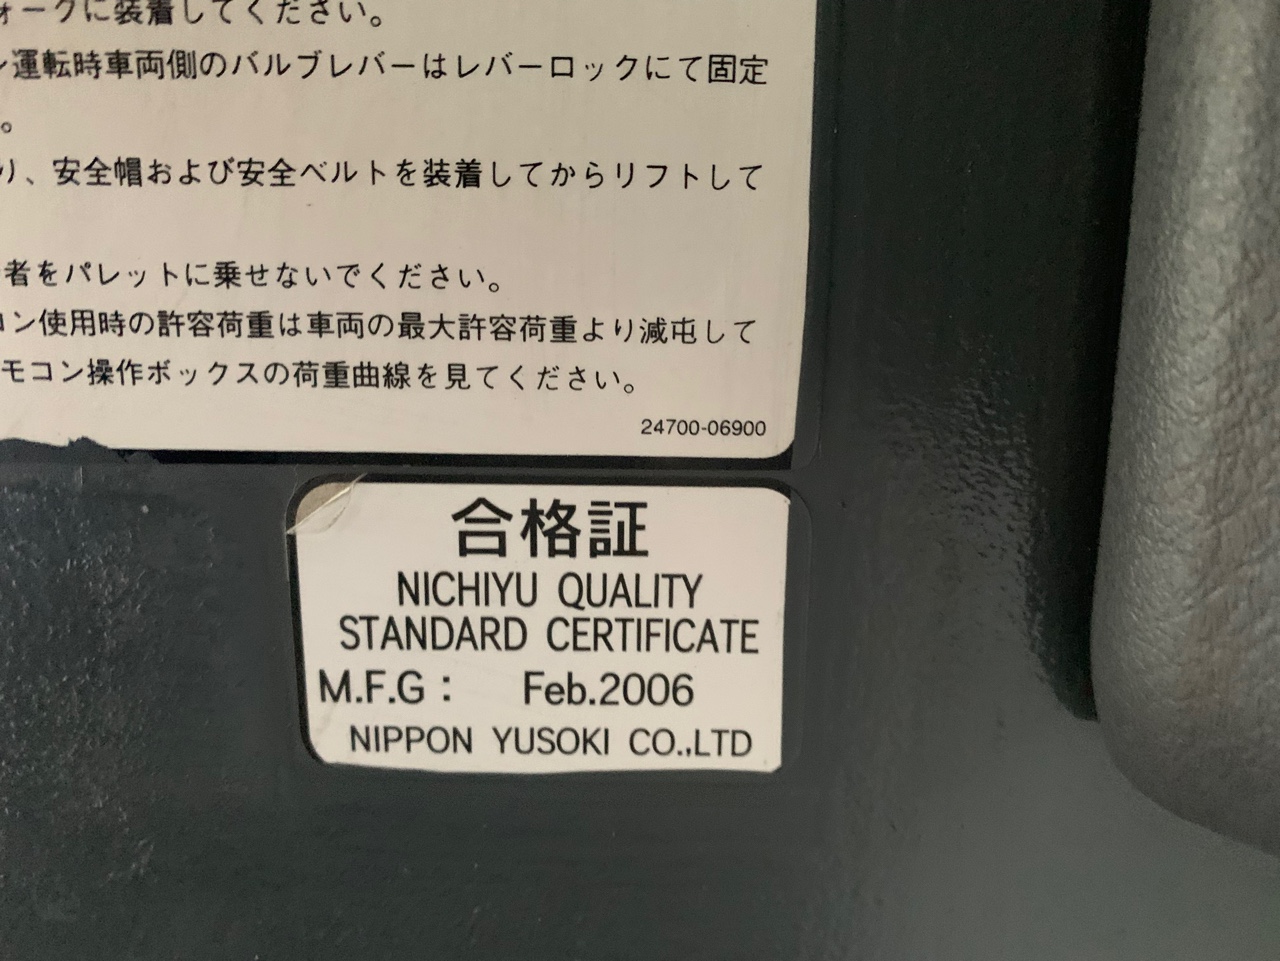 ォークに装着してください。
ン運転時車両側のバルブレバーはレバーロックにて固定
。
り、安全帽および安全ベルトを装着してからリフトして
者をパレットに乗せないでください。
コン使用時の許容荷重は車両の最大許容荷重より減屯して
モコン操作ボックスの荷重曲線を見てください。
24700-06900
合格証
NICHIYU QUALITY
STANDARD CERTIFICATE
M.F.G : Feb.2006
NIPPON YUSOKI CO.,LTD